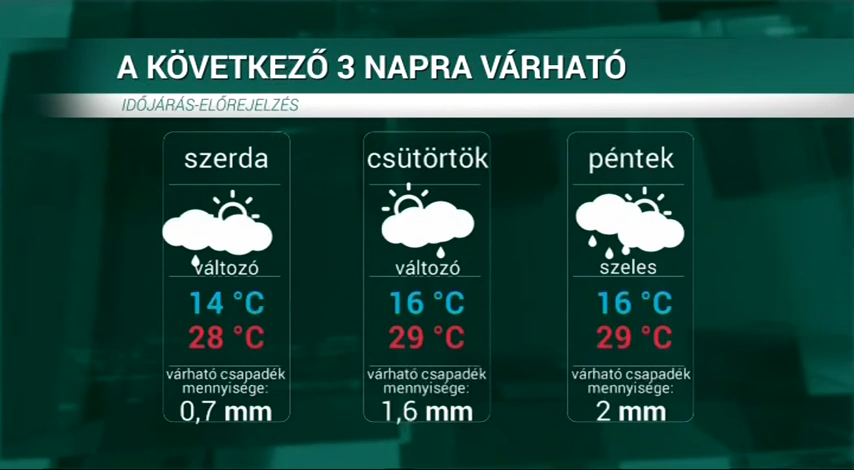 A KÖVETKEZŐ 3 NAPRA VÁRHATÓ
IDŐJÁRÁS-ELŐREJELZÉS
szerda
változó
14 °C
28 °C
várható csapadék
mennyisége:
0,7 mm
csütörtök
változó
16 °C
29 °C
várható csapadék
mennyisége:
1,6 mm
péntek
szeles
16 °C
29 °C
várható csapadék
mennyisége:
2 mm